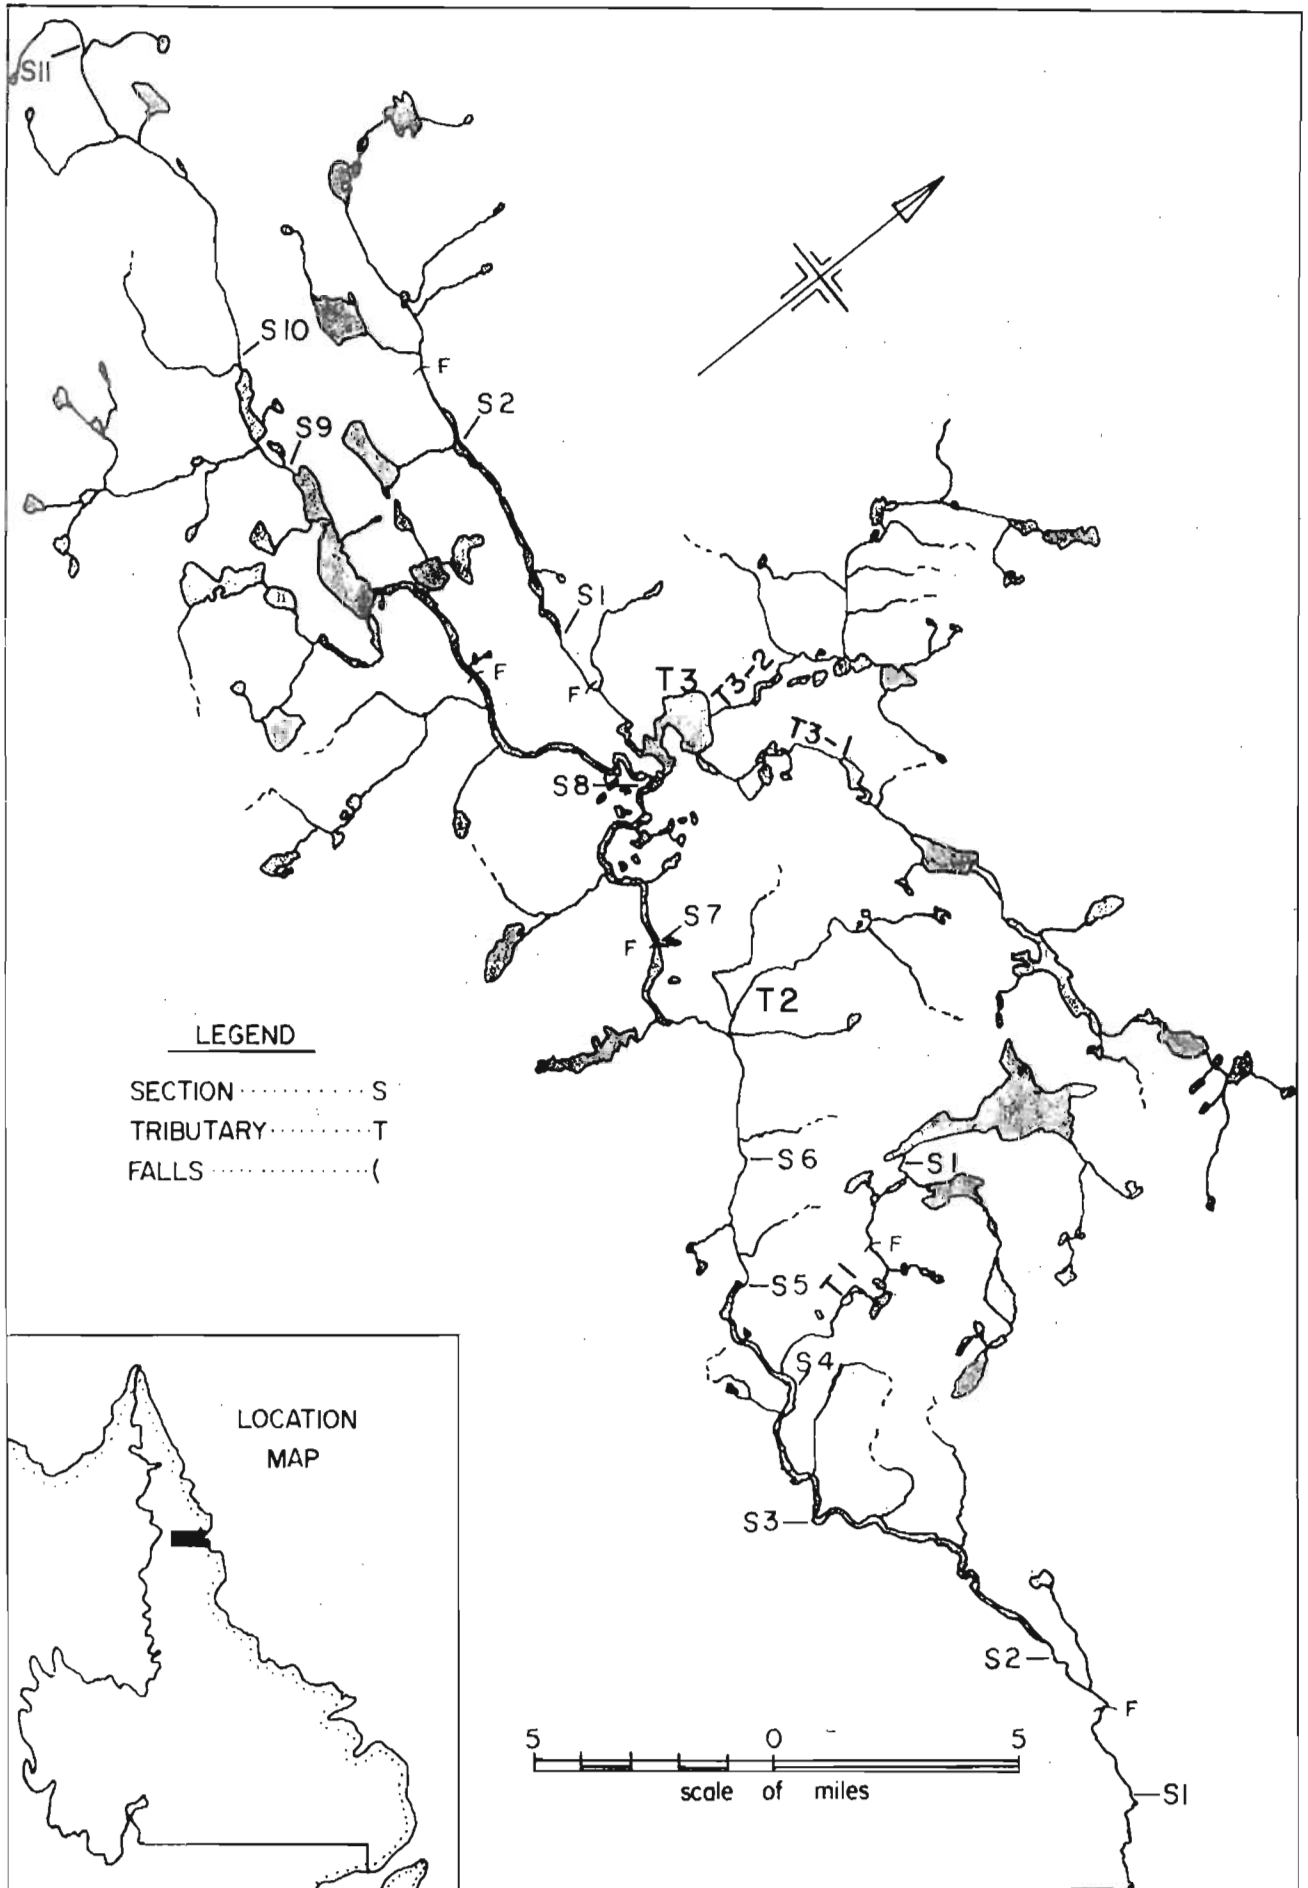 S11
S10
F
S2
S9
S1
F
F
T3
T3-2
T3-1
S8
S7
F
T2
LEGEND
SECTION ............ S
TRIBUTARY ......... T
FALLS ............... (
S6
S1
F
S5
T1
S4
LOCATION
MAP
S3
S2
F
5 0 5
scale of miles
S1